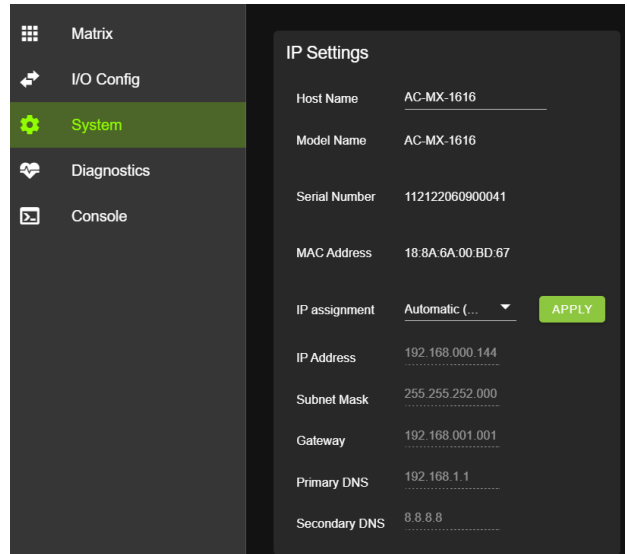 Matrix
I/O Config
System
Diagnostics
Console
IP Settings
Host Name AC-MX-1616
Model Name AC-MX-1616
Serial Number 112122060900041
MAC Address 18:8A:6A:00:BD:67
IP assignment Automatic (... APPLY
IP Address 192.168.000.144
Subnet Mask 255.255.252.000
Gateway 192.168.001.001
Primary DNS 192.168.1.1
Secondary DNS 8.8.8.8